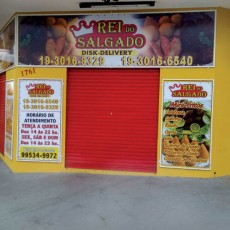 REI DO
SALGADO
DISK-DELIVERY
19-3016-6329 19-3016-6540
1761
REI DO
SALGADO
19-3016-6540
19-3016-6329
HORÁRIO DE
ATENDIMENTO
TERÇA A QUINTA
Das 14 às 22 hs.
SEX, SÁB E DOM
Das 14 às 23 hs.
99534-9972
REI DO
SALGADO